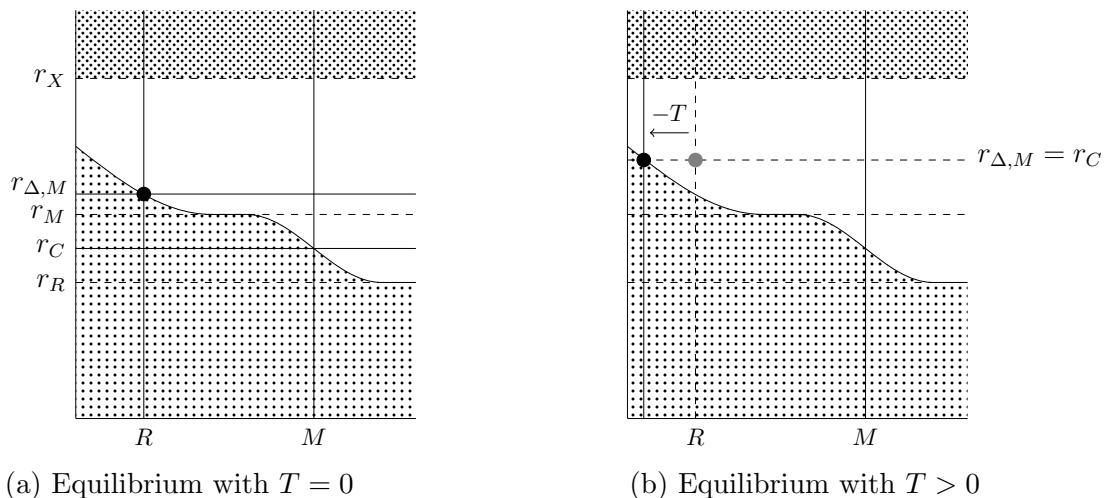 r_X
r_{Δ,M}
r_M
r_C
r_R
R M
(a) Equilibrium with T = 0
−T
r_{Δ,M} = r_C
R M
(b) Equilibrium with T > 0